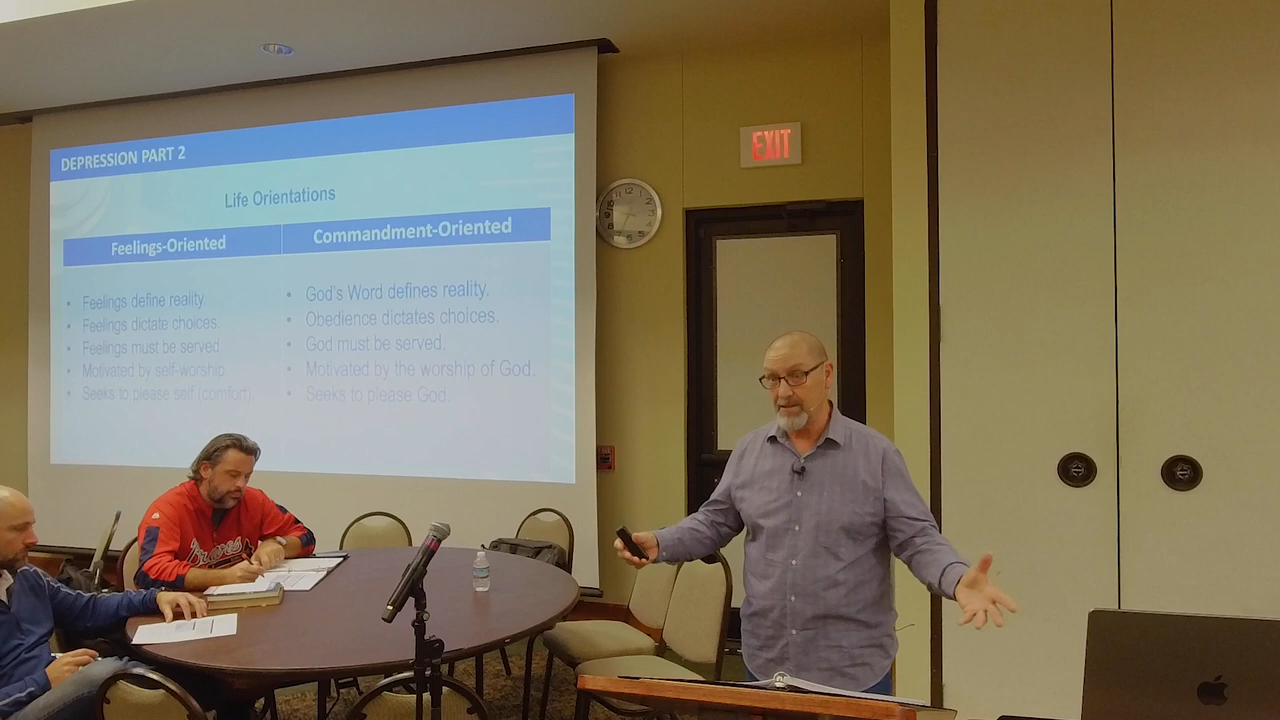 DEPRESSION PART 2
Life Orientations
Feelings-Oriented
Commandment-Oriented
• Feelings define reality.
• Feelings dictate choices.
• Feelings must be served
• Motivated by self-worship
• Seeks to please self (comfort).
• God's Word defines reality.
• Obedience dictates choices.
• God must be served.
• Motivated by the worship of God.
• Seeks to please God.
EXIT
Braves